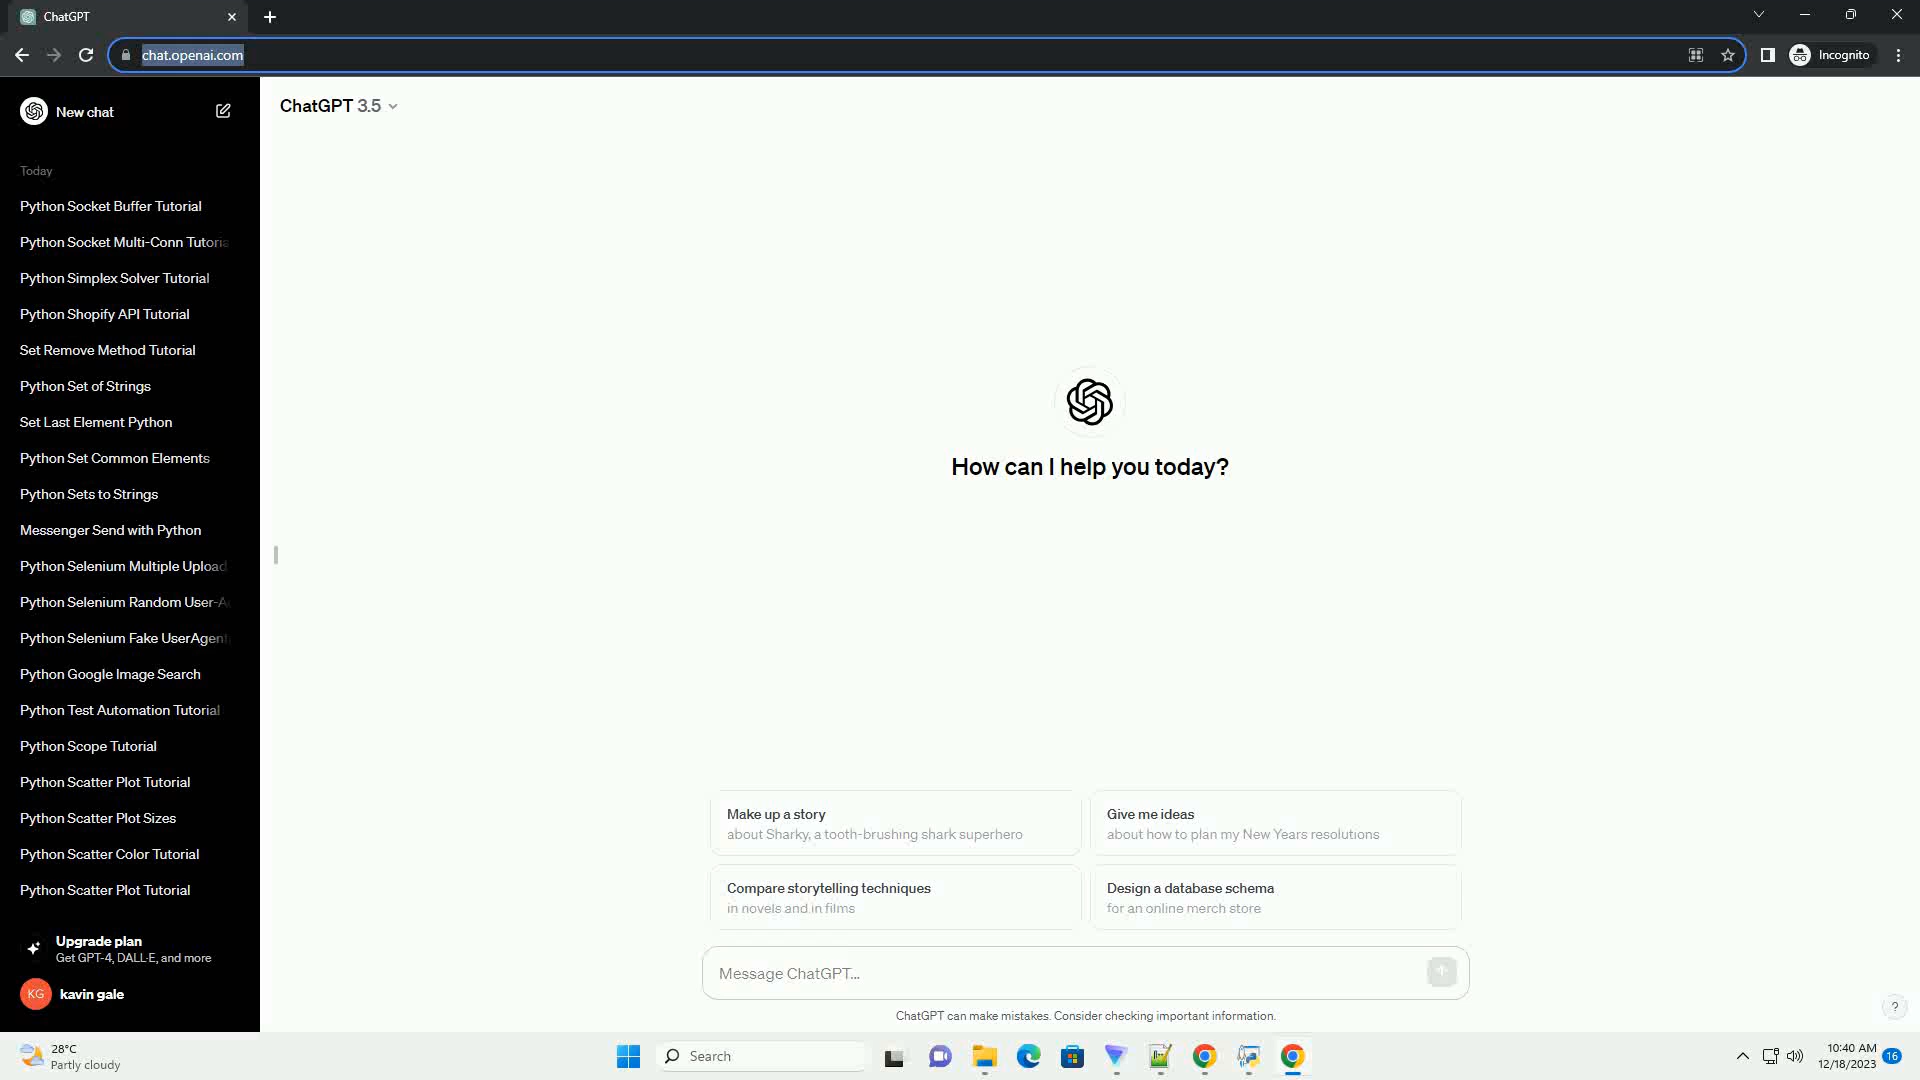 ChatGPT
chat.openai.com
Incognito
New chat
ChatGPT 3.5
Today
Python Socket Buffer Tutorial
Python Socket Multi-Conn Tutoria
Python Simplex Solver Tutorial
Python Shopify API Tutorial
Set Remove Method Tutorial
Python Set of Strings
Set Last Element Python
Python Set Common Elements
Python Sets to Strings
Messenger Send with Python
Python Selenium Multiple Upload
Python Selenium Random User-A
Python Selenium Fake UserAgent
Python Google Image Search
Python Test Automation Tutorial
Python Scope Tutorial
Python Scatter Plot Tutorial
Python Scatter Plot Sizes
Python Scatter Color Tutorial
Python Scatter Plot Tutorial
Upgrade plan
Get GPT-4, DALL·E, and more
KG kavin gale
How can I help you today?
Make up a story
about Sharky, a tooth-brushing shark superhero
Give me ideas
about how to plan my New Years resolutions
Compare storytelling techniques
in novels and in films
Design a database schema
for an online merch store
Message ChatGPT...
ChatGPT can make mistakes. Consider checking important information.
?
28°C
Partly cloudy
Search
10:40 AM
12/18/2023
16